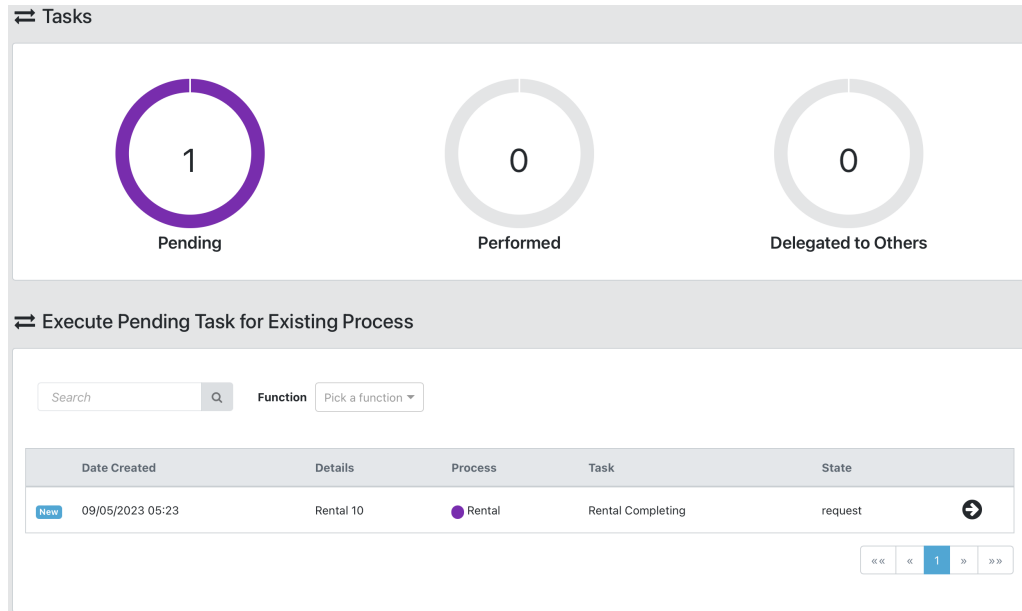 Tasks
1 0 0
Pending Performed Delegated to Others
Execute Pending Task for Existing Process
Search Function Pick a function
Date Created Details Process Task State
New 09/05/2023 05:23 Rental 10 Rental Rental Completing request
«« « 1 » »»